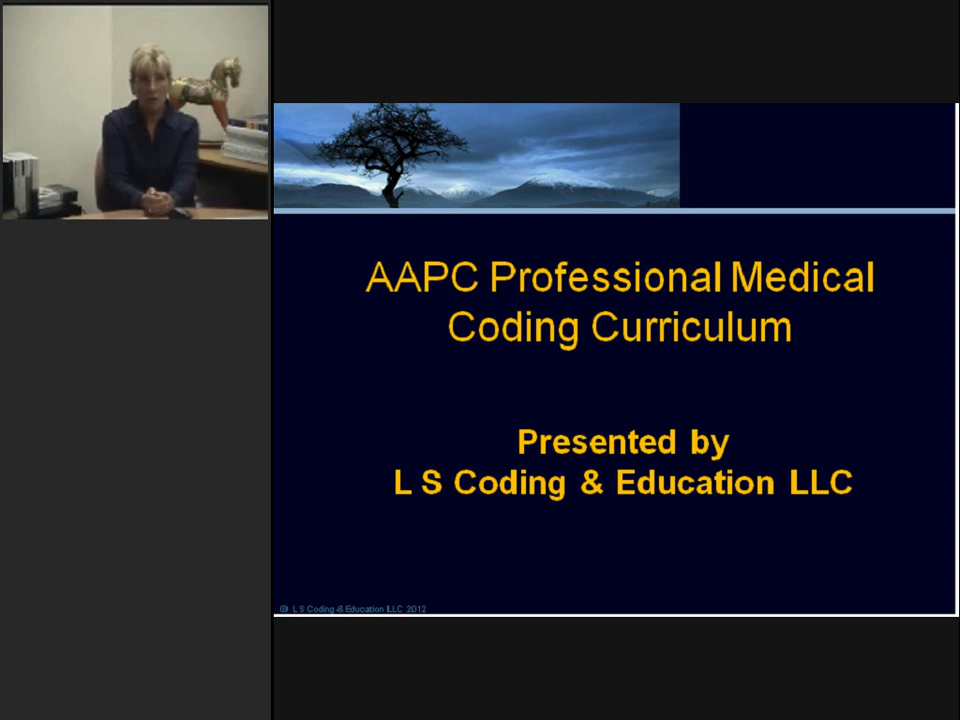 AAPC Professional Medical
Coding Curriculum
Presented by
L S Coding & Education LLC
© L S Coding & Education LLC 2012